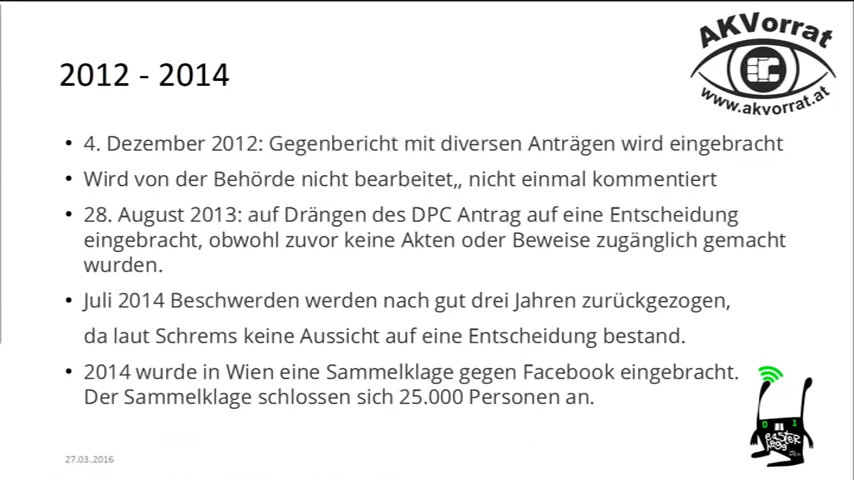 AKVorrat
www.akvorrat.at
2012 - 2014
• 4. Dezember 2012: Gegenbericht mit diversen Anträgen wird eingebracht
• Wird von der Behörde nicht bearbeitet,, nicht einmal kommentiert
• 28. August 2013: auf Drängen des DPC Antrag auf eine Entscheidung
eingebracht, obwohl zuvor keine Akten oder Beweise zugänglich gemacht
wurden.
• Juli 2014 Beschwerden werden nach gut drei Jahren zurückgezogen,
da laut Schrems keine Aussicht auf eine Entscheidung bestand.
• 2014 wurde in Wien eine Sammelklage gegen Facebook eingebracht.
Der Sammelklage schlossen sich 25.000 Personen an.
0 1
easter
hegg
27.03.2016